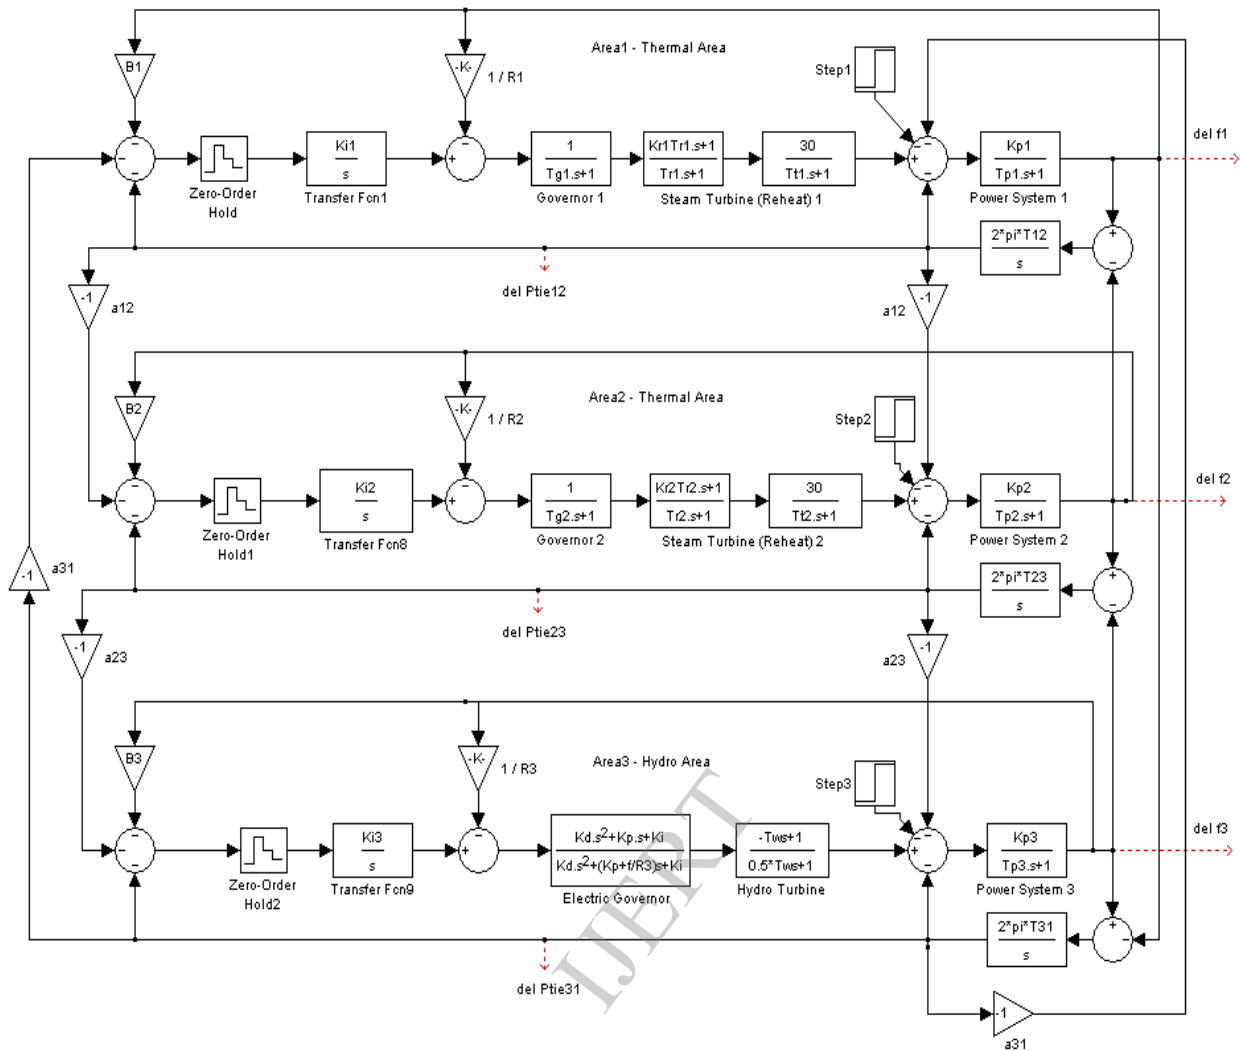 Area1 - Thermal Area
B1
-K-
1 / R1
Step1
del f1
Zero-Order
Hold
Ki1
s
Transfer Fcn1
1
Tg1.s+1
Governor 1
Kr1Tr1.s+1
Tr1.s+1
30
Tt1.s+1
Steam Turbine (Reheat) 1
Kp1
Tp1.s+1
Power System 1
2*pi*T12
s
-1
a12
del Ptie12
-1
a12
Area2 - Thermal Area
B2
-K-
1 / R2
Step2
del f2
Zero-Order
Hold1
Ki2
s
Transfer Fcn8
1
Tg2.s+1
Governor 2
Kr2Tr2.s+1
Tr2.s+1
30
Tt2.s+1
Steam Turbine (Reheat) 2
Kp2
Tp2.s+1
Power System 2
-1
a31
2*pi*T23
s
del Ptie23
-1
a23
-1
a23
Area3 - Hydro Area
B3
-K-
1 / R3
Step3
del f3
Zero-Order
Hold2
Ki3
s
Transfer Fcn9
Kd.s2+Kp.s+Ki
Kd.s2+(Kp+f/R3)s+Ki
Electric Governor
-Tws+1
0.5*Tws+1
Hydro Turbine
Kp3
Tp3.s+1
Power System 3
2*pi*T31
s
del Ptie31
-1
a31
IJERT